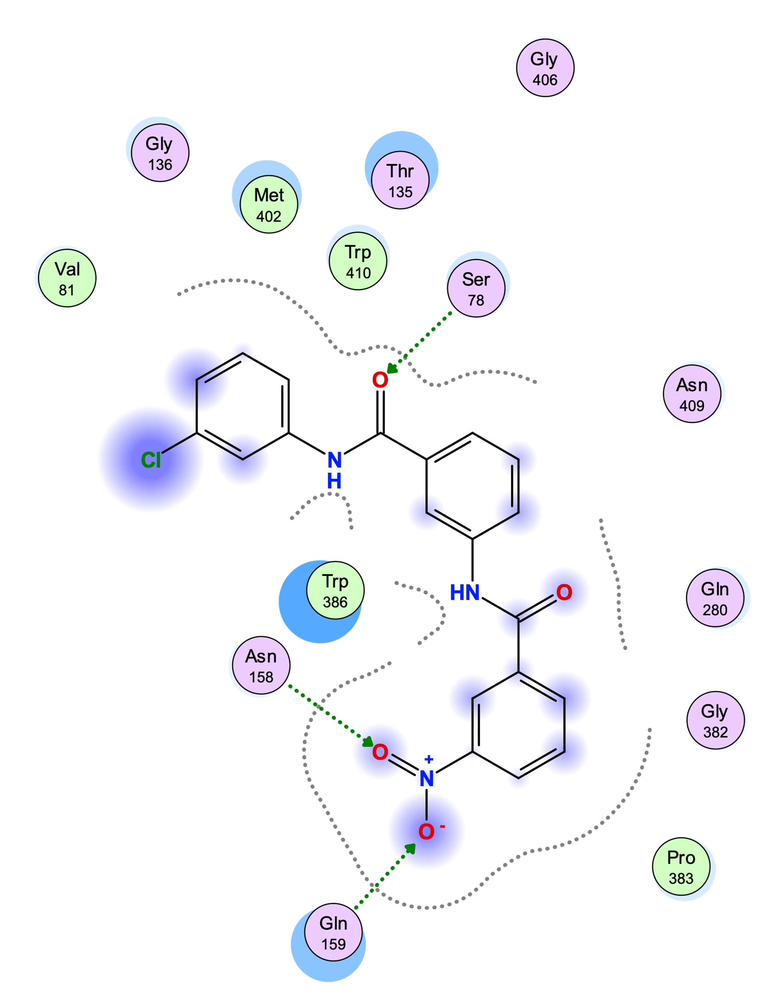 Gly
406
Gly
136
Thr
135
Met
402
Trp
410
Val
81
Ser
78
O
Asn
409
Cl
N
H
Trp
386
HN
O
Gln
280
Asn
158
Gly
382
O
+
N
O -
Pro
383
Gln
159